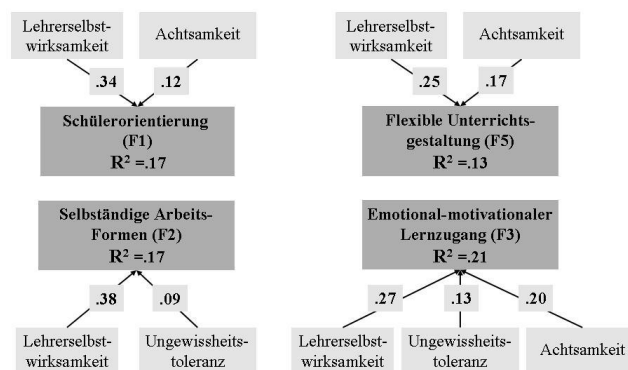 Lehrerselbst-
wirksamkeit
Achtsamkeit
.34
.12
Schülerorientierung
(F1)
R² =.17
Lehrerselbst-
wirksamkeit
Achtsamkeit
.25
.17
Flexible Unterrichts-
gestaltung (F5)
R² =.13
Selbständige Arbeits-
Formen (F2)
R² =.17
.38
.09
Lehrerselbst-
wirksamkeit
Ungewissheits-
toleranz
Emotional-motivationaler
Lernzugang (F3)
R² =.21
.27
.13
.20
Lehrerselbst-
wirksamkeit
Ungewissheits-
toleranz
Achtsamkeit